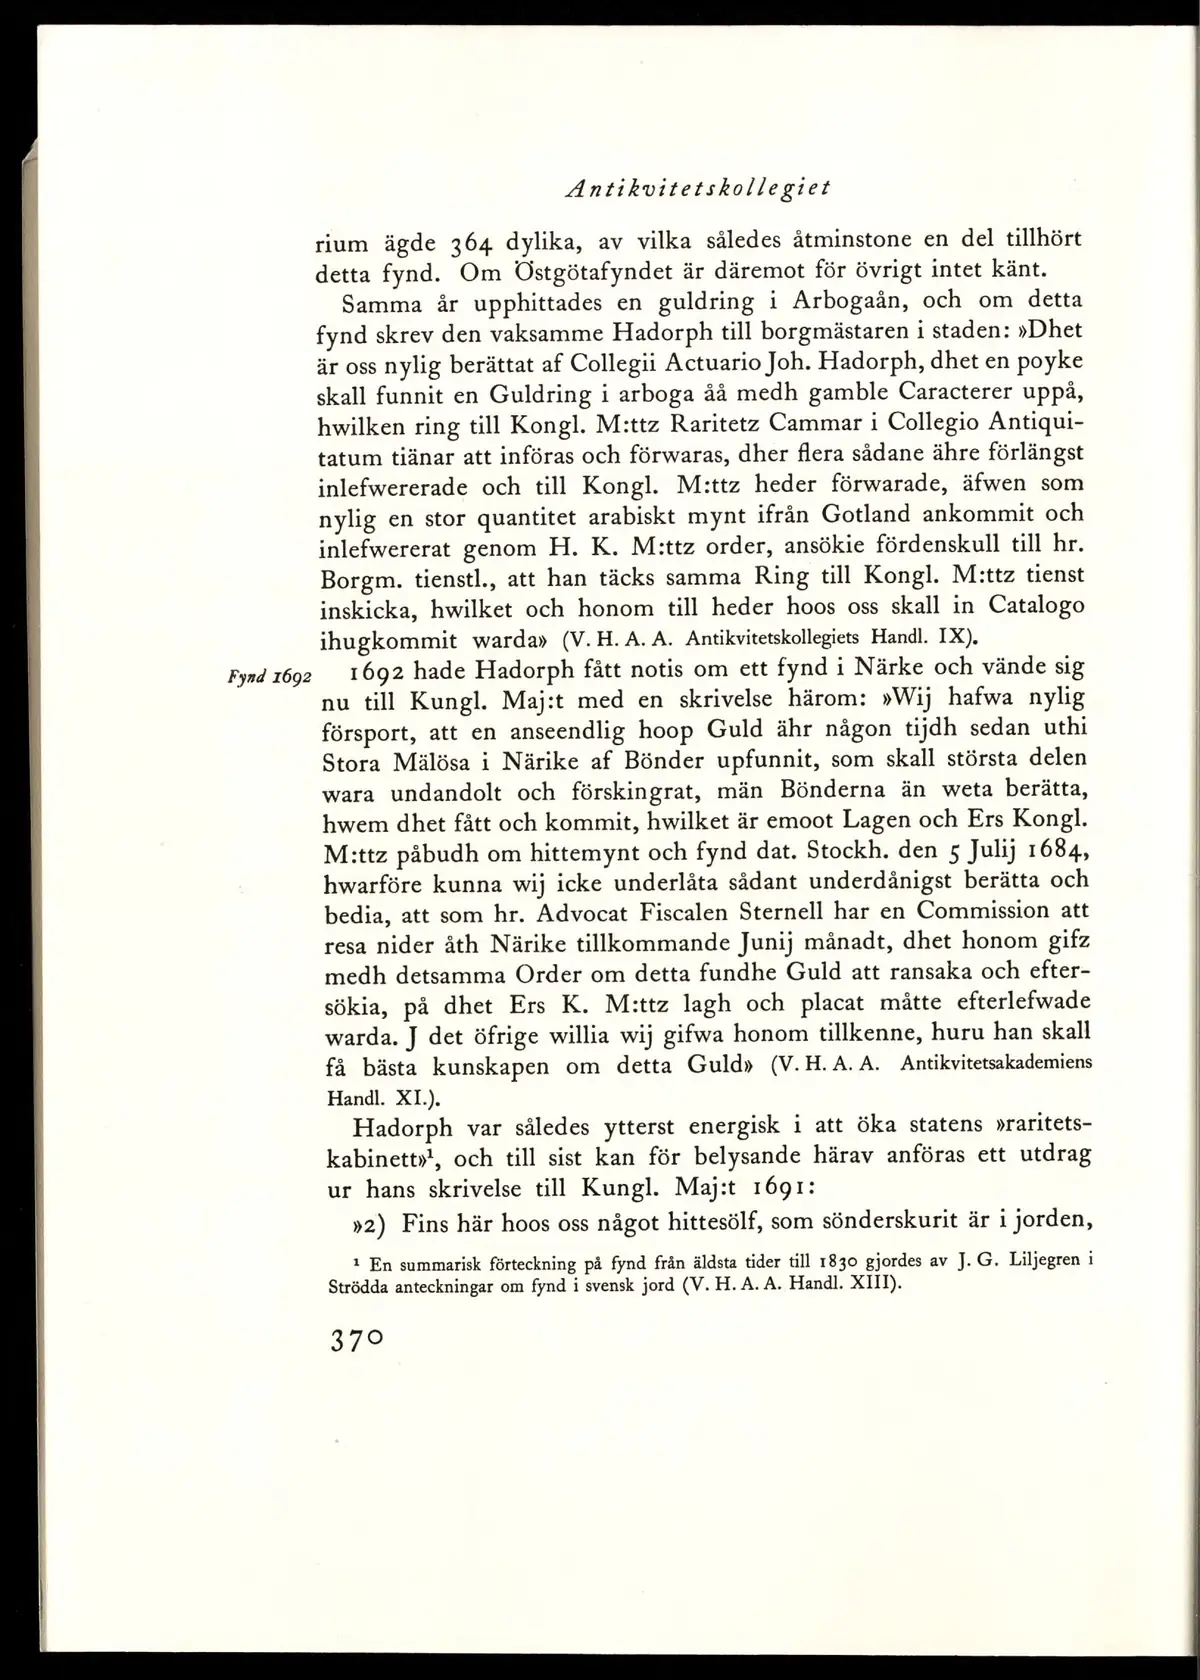 Antikvitetskollegiet
rium ägde 364 dylika, av vilka således åtminstone en del tillhört
detta fynd. Om Östgötafyndet är däremot för övrigt intet känt.
Samma år upphittades en guldring i Arbogaån, och om detta
fynd skrev den vaksamme Hadorph till borgmästaren i staden: »Dhet
är oss nylig berättat af Collegii Actuario Joh. Hadorph, dhet en poyke
skall funnit en Guldring i arboga åå medh gamble Caracterer uppå,
hwilken ring till Kongl. M:ttz Raritetz Cammar i Collegio Antiqui-
tatum tiänar att införas och förwaras, dher flera sådane ähre förlängst
inlefwererade och till Kongl. M:ttz heder förwarade, äfwen som
nylig en stor quantitet arabiskt mynt ifrån Gotland ankommit och
inlefwererat genom H. K. M:ttz order, ansökie fördenskull till hr.
Borgm. tienstl., att han täcks samma Ring till Kongl. M:ttz tienst
inskicka, hwilket och honom till heder hoos oss skall in Catalogo
ihugkommit warda» (V. H. A. A. Antikvitetskollegiets Handl. IX).
Fynd 1692
1692 hade Hadorph fått notis om ett fynd i Närke och vände sig
nu till Kungl. Maj:t med en skrivelse härom: »Wij hafwa nylig
försport, att en anseendlig hoop Guld ähr någon tijdh sedan uthi
Stora Mälösa i Närike af Bönder upfunnit, som skall största delen
wara undandolt och förskingrat, män Bönderna än weta berätta,
hwem dhet fått och kommit, hwilket är emoot Lagen och Ers Kongl.
M:ttz påbudh om hittemynt och fynd dat. Stockh. den 5 Julij 1684,
hwarföre kunna wij icke underlåta sådant underdånigst berätta och
bedia, att som hr. Advocat Fiscalen Sternell har en Commission att
resa nider åth Närike tillkommande Junij månadt, dhet honom gifz
medh detsamma Order om detta fundhe Guld att ransaka och efter-
sökia, på dhet Ers K. M:ttz lagh och placat måtte efterlefwade
warda. J det öfrige willia wij gifwa honom tillkenne, huru han skall
få bästa kunskapen om detta Guld» (V. H. A. A. Antikvitetsakademiens
Handl. XI.).
Hadorph var således ytterst energisk i att öka statens »raritets-
kabinett»¹, och till sist kan för belysande härav anföras ett utdrag
ur hans skrivelse till Kungl. Maj:t 1691:
»2) Fins här hoos oss något hittesölf, som sönderskurit är i jorden,
¹ En summarisk förteckning på fynd från äldsta tider till 1830 gjordes av J. G. Liljegren i
Strödda anteckningar om fynd i svensk jord (V. H. A. A. Handl. XIII).
370